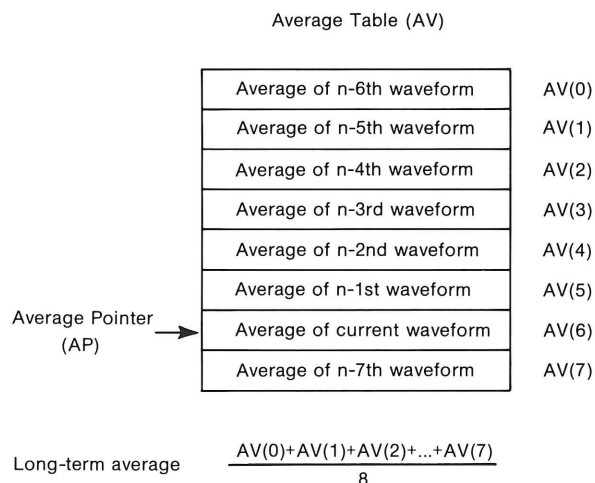 Average Table (AV)
Average of n-6th waveform AV(0)
Average of n-5th waveform AV(1)
Average of n-4th waveform AV(2)
Average of n-3rd waveform AV(3)
Average of n-2nd waveform AV(4)
Average of n-1st waveform AV(5)
Average Pointer
(AP)
Average of current waveform AV(6)
Average of n-7th waveform AV(7)
Long-term average
AV(0)+AV(1)+AV(2)+...+AV(7)
8